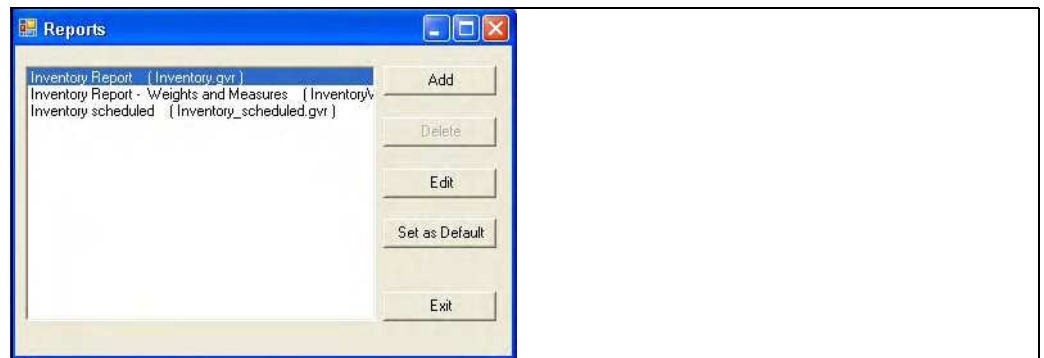 Reports
Inventory Report ( Inventory.gvr )
Inventory Report - Weights and Measures ( Inventory
Inventory scheduled ( Inventory_scheduled.gvr )
Add
Delete
Edit
Set as Default
Exit